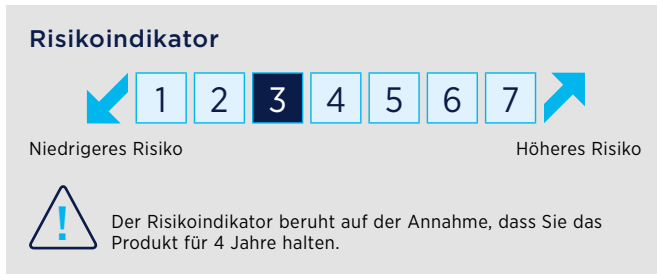 Risikoindikator
1 2 3 4 5 6 7
Niedrigeres Risiko Höheres Risiko
! Der Risikoindikator beruht auf der Annahme, dass Sie das
Produkt für 4 Jahre halten.